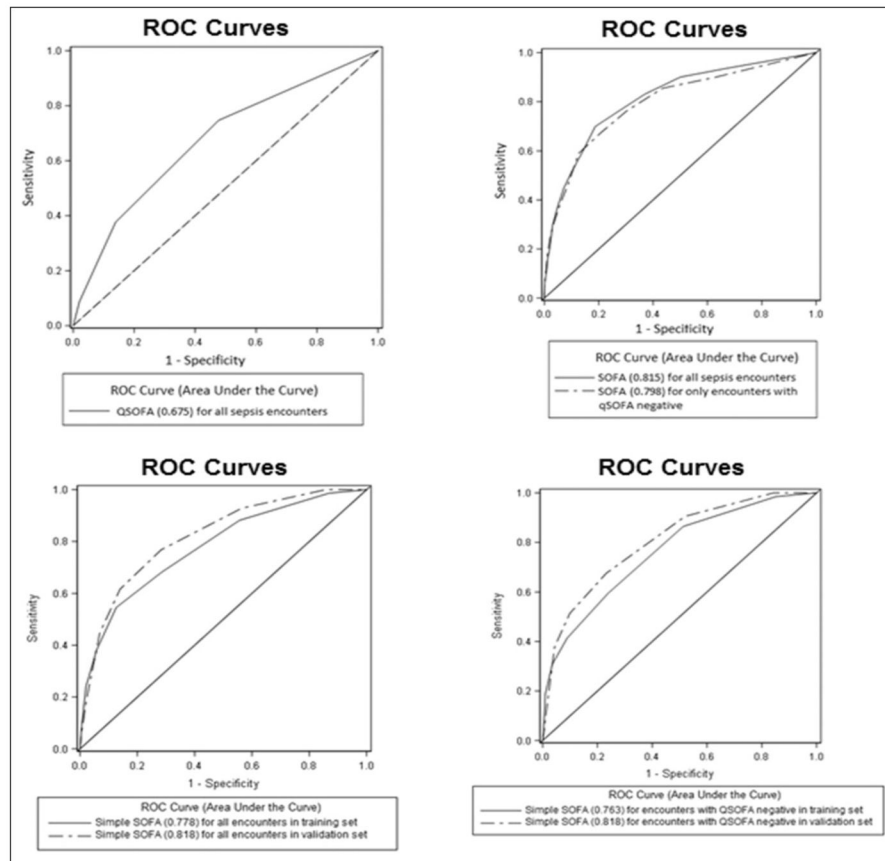 ROC Curves
1.0
0.8
0.6
0.4
0.2
0.0
Sensitivity
0.0 0.2 0.4 0.6 0.8 1.0
1 - Specificity
ROC Curve (Area Under the Curve)
QSOFA (0.675) for all sepsis encounters
ROC Curves
1.0
0.8
0.6
0.4
0.2
0.0
Sensitivity
0.0 0.2 0.4 0.6 0.8 1.0
1 - Specificity
ROC Curve (Area Under the Curve)
SOFA (0.815) for all sepsis encounters
SOFA (0.798) for only encounters with
qSOFA negative
ROC Curves
1.0
0.8
0.6
0.4
0.2
0.0
Sensitivity
0.0 0.2 0.4 0.6 0.8 1.0
1 - Specificity
ROC Curve (Area Under the Curve)
Simple SOFA (0.778) for all encounters in training set
Simple SOFA (0.818) for all encounters in validation set
ROC Curves
1.0
0.8
0.6
0.4
0.2
0.0
Sensitivity
0.0 0.2 0.4 0.6 0.8 1.0
1 - Specificity
ROC Curve (Area Under the Curve)
Simple SOFA (0.763) for encounters with QSOFA negative in training set
Simple SOFA (0.818) for encounters with QSOFA negative in validation set